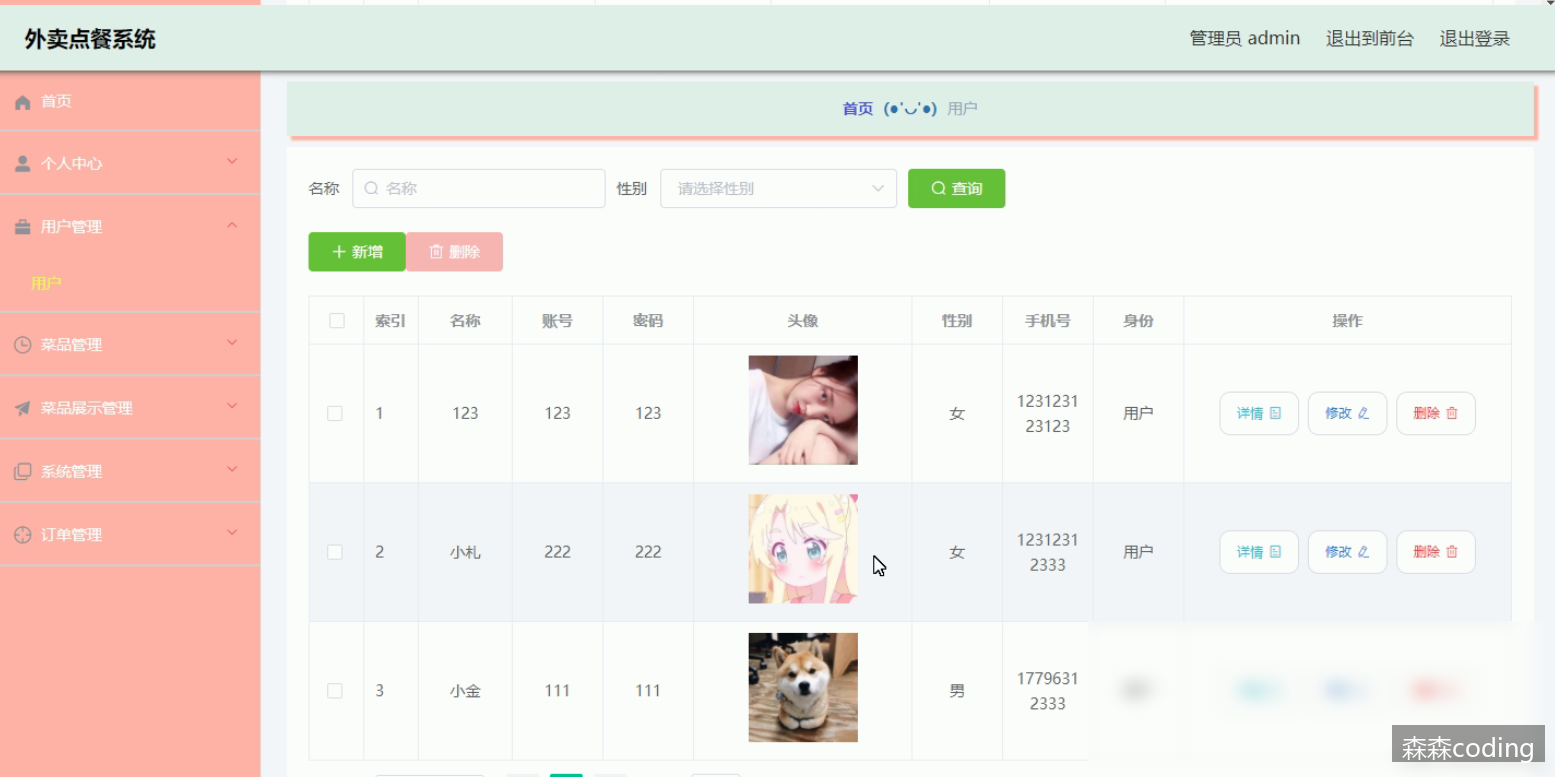 外卖点餐系统
管理员 admin 退出到前台 退出登录
首页
个人中心
用户管理
用户
菜品管理
菜品展示管理
系统管理
订单管理
首页 (●'◡'●) 用户
名称 名称 性别 请选择性别 查询
新增 删除
索引 名称 账号 密码 头像 性别 手机号 身份 操作
1 123 123 123 女 1231231
23123 用户 详情 修改 删除
2 小札 222 222 女 1231231
2333 用户 详情 修改 删除
3 小金 111 111 男 1779631
2333
森森coding